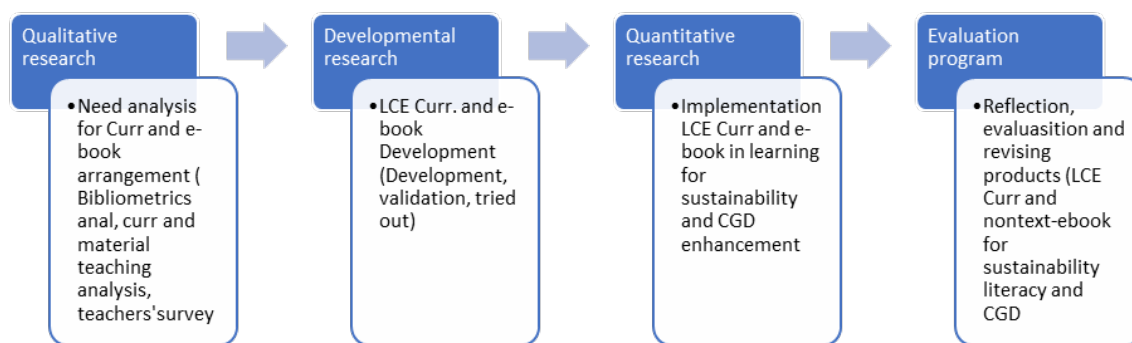 Qualitative
research
•Need analysis
for Curr and e-
book
arrangement (
Bibliometrics
anal, curr and
material
teaching
analysis,
teachers'survey
Developmental
research
•LCE Curr. and e-
book
Development
(Development,
validation, tried
out)
Quantitative
research
•Implementation
LCE Curr and e-
book in learning
for
sustainability
and CGD
enhancement
Evaluation
program
•Reflection,
evaluasition and
revising
products (LCE
Curr and
nontext-ebook
for
sustainability
literacy and
CGD